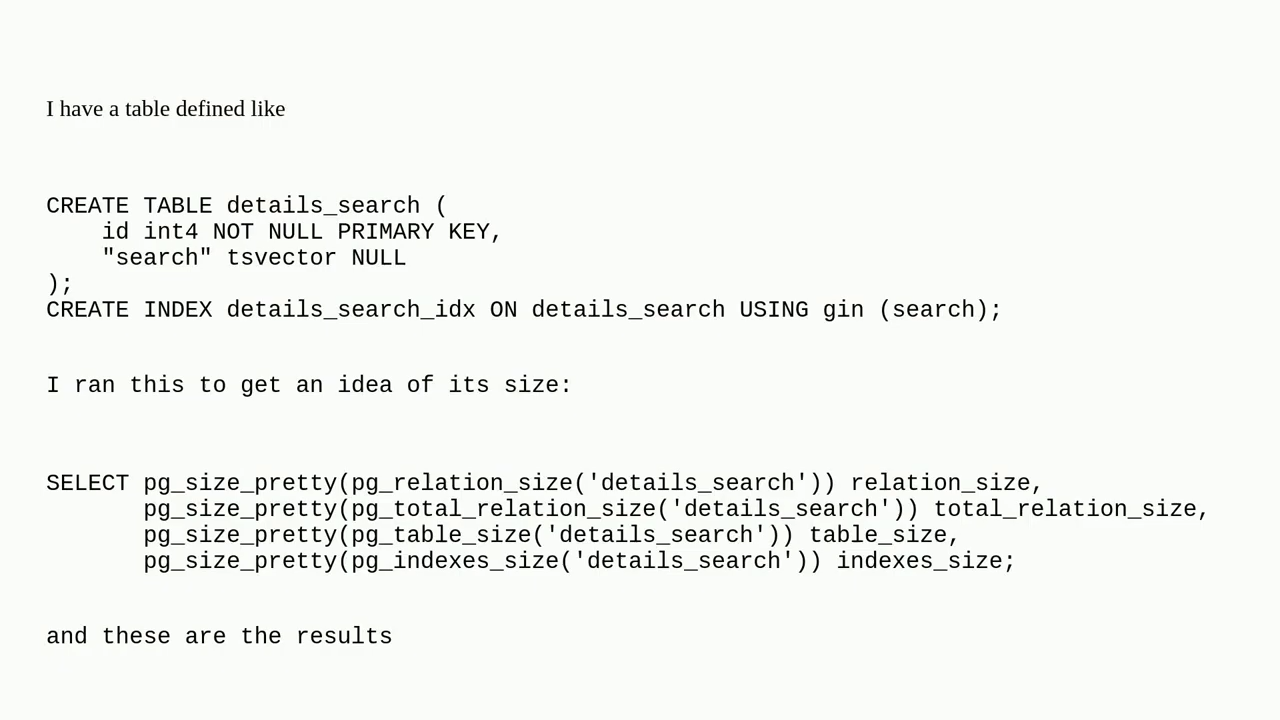 I have a table defined like
CREATE TABLE details_search (
    id int4 NOT NULL PRIMARY KEY,
    "search" tsvector NULL
);
CREATE INDEX details_search_idx ON details_search USING gin (search);
I ran this to get an idea of its size:
SELECT pg_size_pretty(pg_relation_size('details_search')) relation_size,
       pg_size_pretty(pg_total_relation_size('details_search')) total_relation_size,
       pg_size_pretty(pg_table_size('details_search')) table_size,
       pg_size_pretty(pg_indexes_size('details_search')) indexes_size;
and these are the results